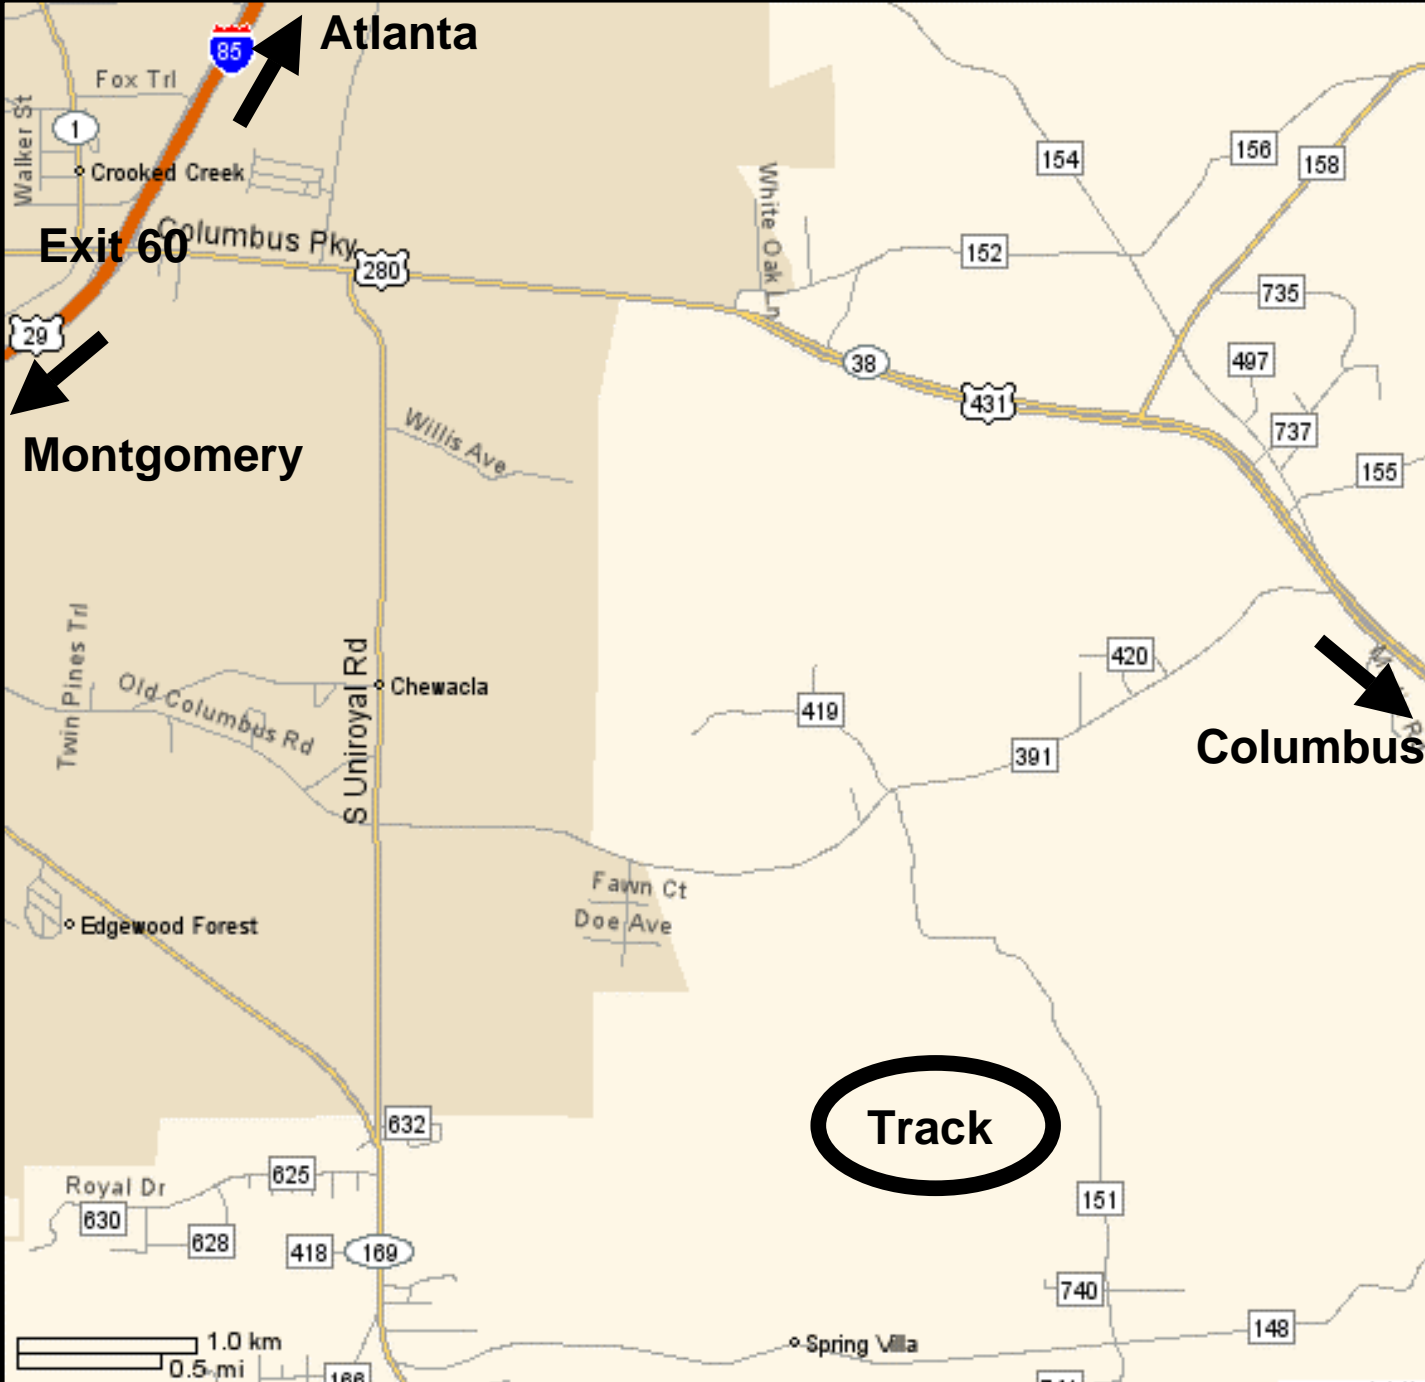 Atlanta
85
Fox Trl
Walker St
1
Crooked Creek
154
156
158
White Oak Ln
Exit 60
Columbus Pky
280
152
735
29
38
497
431
Montgomery
Willis Ave
737
155
Twin Pines Trl
Old Columbus Rd
S Uniroyal Rd
Chewacla
420
419
391
Columbus
Fawn Ct
Doe Ave
Edgewood Forest
Track
632
625
Royal Dr
630
628
418
169
151
740
148
1.0 km
0.5 mi
Spring Villa
166